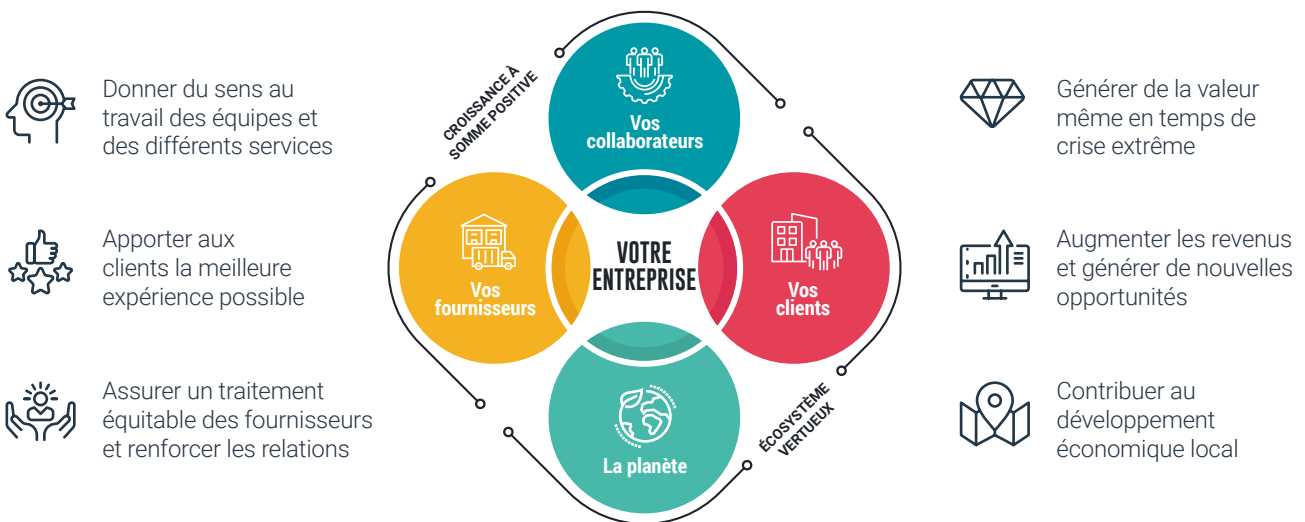 Donner du sens au
travail des équipes et
des différents services
Apporter aux
clients la meilleure
expérience possible
Assurer un traitement
équitable des fournisseurs
et renforcer les relations
CROISSANCE À
SOMME POSITIVE
Vos
collaborateurs
Vos
fournisseurs
VOTRE
ENTREPRISE
Vos
clients
La planète
ÉCOSYSTÈME
VERTUEUX
Générer de la valeur
même en temps de
crise extrême
Augmenter les revenus
et générer de nouvelles
opportunités
Contribuer au
développement
économique local